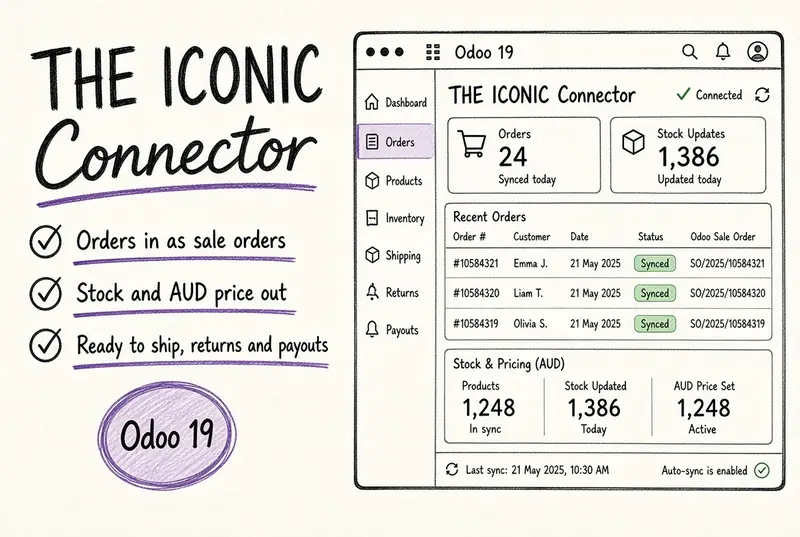 THE ICONIC
Connector
Orders in as sale orders
Stock and AUD price out
Ready to ship, returns and payouts
Odoo 19
Odoo 19
Dashboard
Orders
Products
Inventory
Shipping
Returns
Payouts
THE ICONIC Connector
Connected
Orders
24
Synced today
Stock Updates
1,386
Updated today
Recent Orders
Order # Customer Date Status Odoo Sale Order
#10584321 Emma J. 21 May 2025 Synced SO/2025/10584321
#10584320 Liam T. 21 May 2025 Synced SO/2025/10584320
#10584319 Olivia S. 21 May 2025 Synced SO/2025/10584319
Stock & Pricing (AUD)
Products Stock Updated AUD Price Set
1,248 1,386 1,248
In sync Today Active
Last sync: 21 May 2025, 10:30 AM Auto-sync is enabled